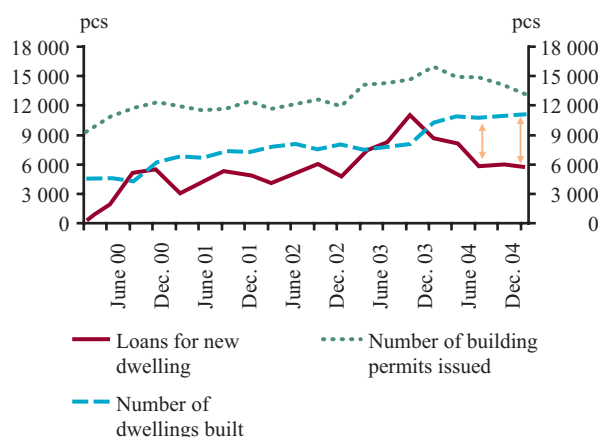 pcs pcs
18 000 18 000
15 000 15 000
12 000 12 000
9 000 9 000
6 000 6 000
3 000 3 000
0 0
June 00 Dec. 00 June 01 Dec. 01 June 02 Dec. 02 June 03 Dec. 03 June 04 Dec. 04
Loans for new
dwelling
Number of building
permits issued
Number of
dwellings built